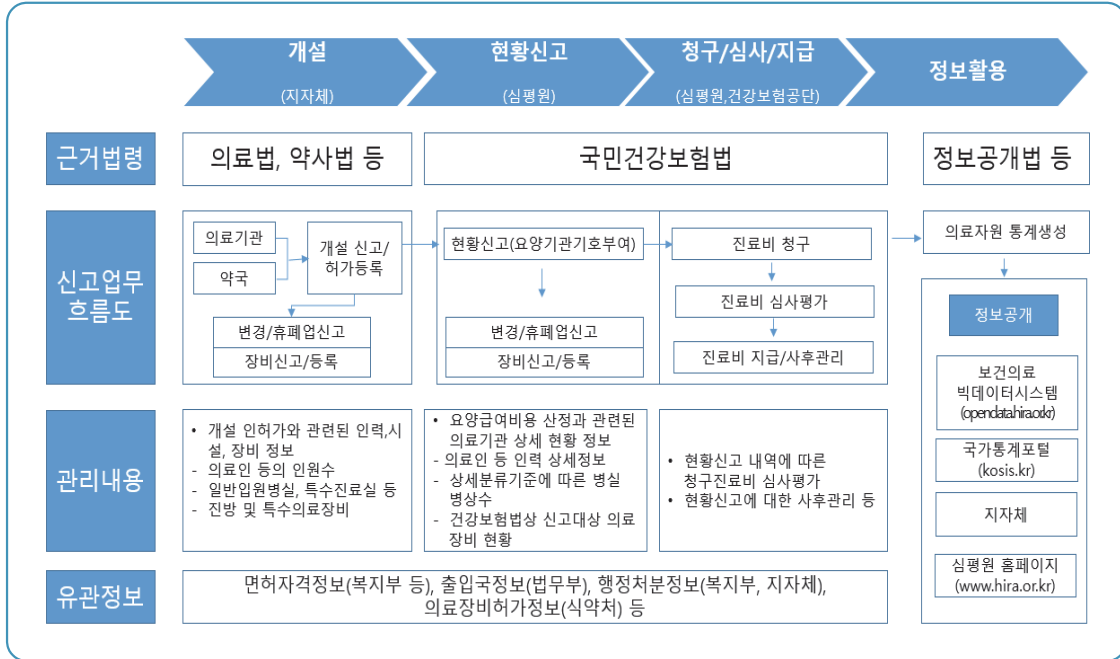 개설
(지자체)
현황신고
(심평원)
청구/심사/지급
(심평원,건강보험공단)
정보활용
근거법령
의료법, 약사법 등
국민건강보험법
정보공개법 등
신고업무
흐름도
의료기관
약국
개설 신고/
허가등록
변경/휴폐업신고
장비신고/등록
현황신고(요양기관기호부여)
변경/휴폐업신고
장비신고/등록
진료비 청구
진료비 심사평가
진료비 지급/사후관리
의료자원 통계생성
정보공개
보건의료
빅데이터시스템
(opendata.hira.or.kr)
국가통계포털
(kosis.kr)
지자체
심평원 홈페이지
(www.hira.or.kr)
관리내용
• 개설 인허가와 관련된 인력,시
설, 장비 정보
- 의료인 등의 인원수
- 일반입원병실, 특수진료실 등
- 진방 및 특수의료장비
• 요양급여비용 산정과 관련된
의료기관 상세 현황 정보
- 의료인 등 인력 상세정보
- 상세분류기준에 따른 병실
병상수
- 건강보험법상 신고대상 의료
장비 현황
• 현황신고 내역에 따른
청구진료비 심사평가
• 현황신고에 대한 사후관리 등
유관정보
면허자격정보(복지부 등), 출입국정보(법무부), 행정처분정보(복지부, 지자체),
의료장비허가정보(식약처) 등